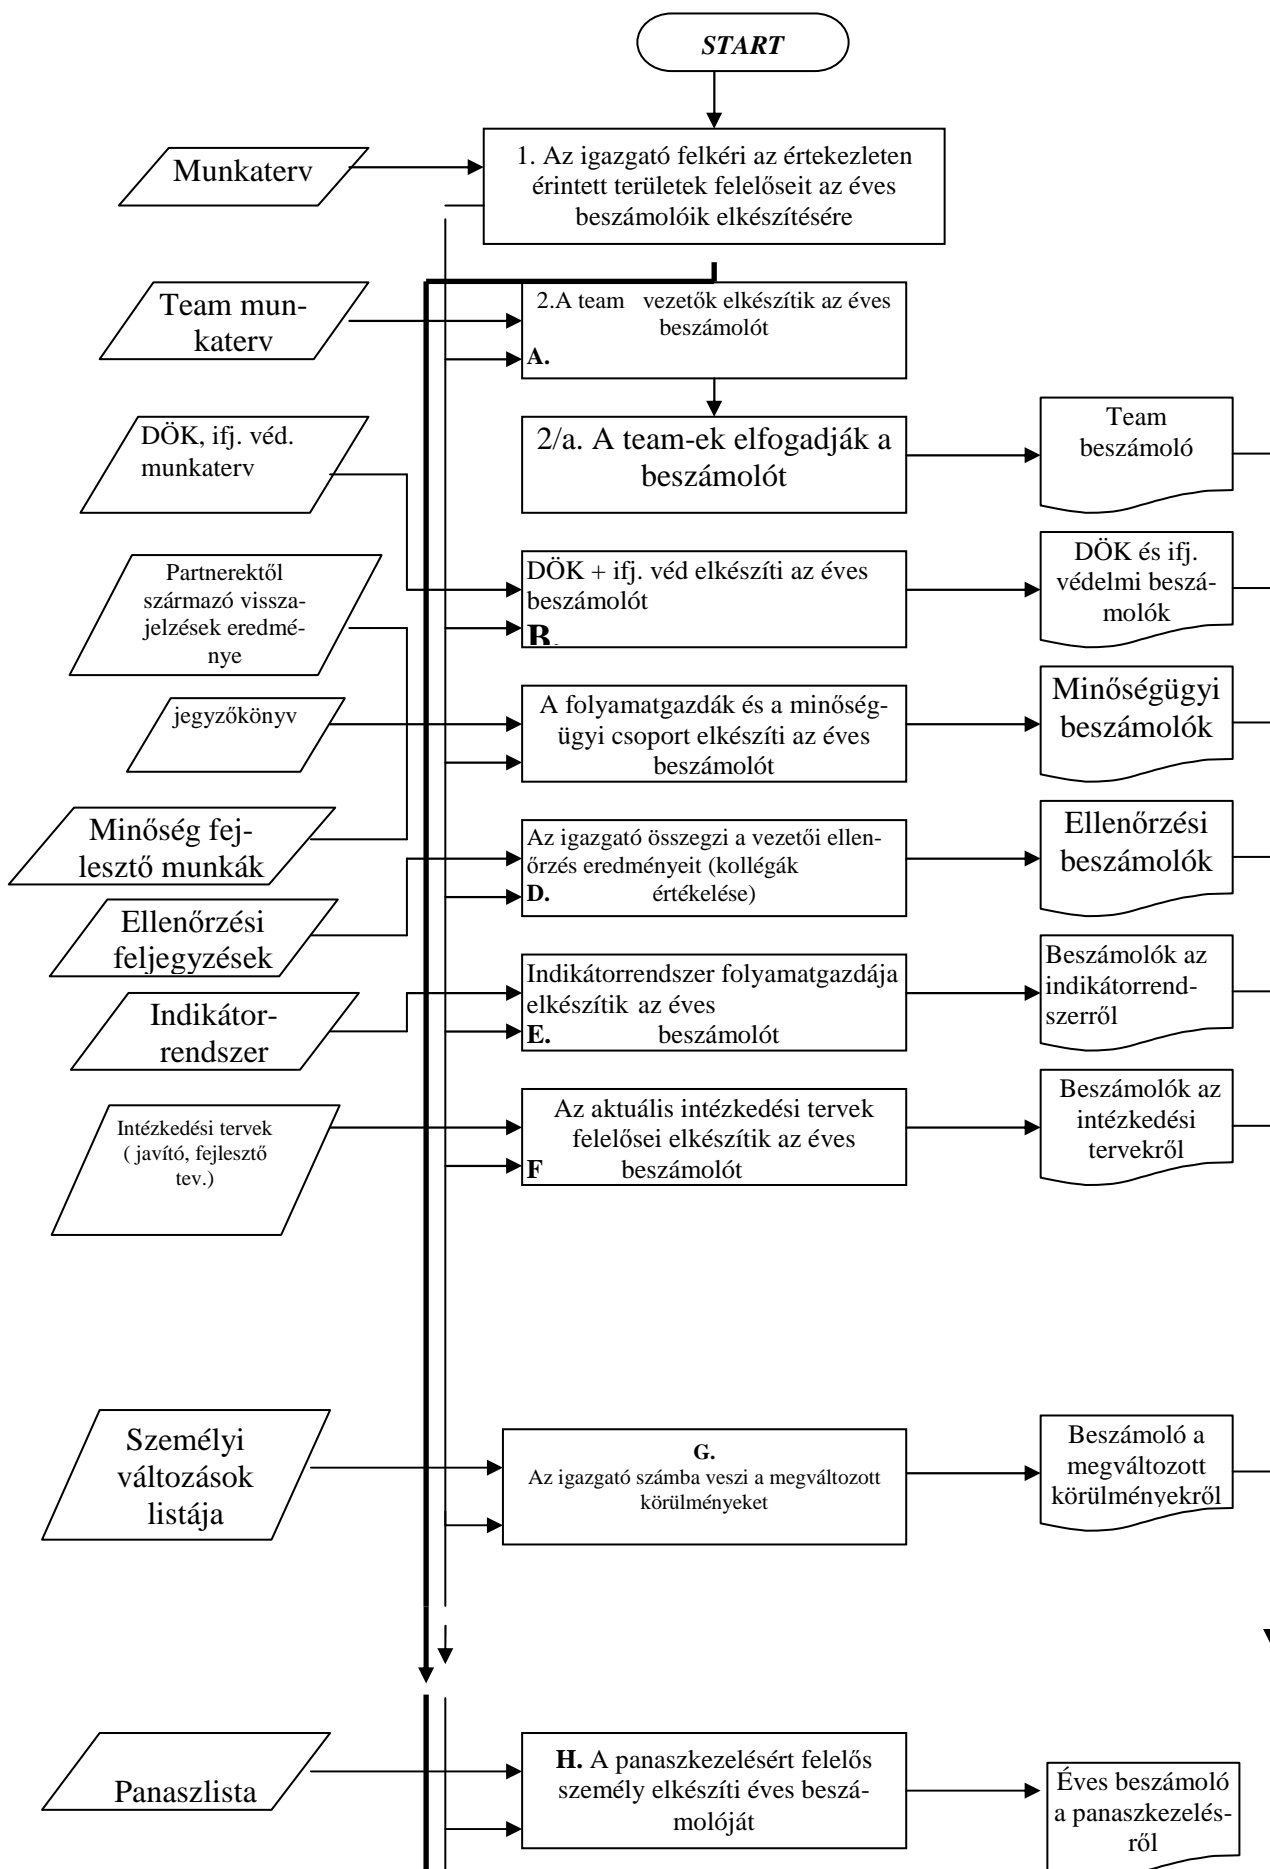 START
1. Az igazgató felkéri az értekezleten
érintett területek felelőseit az éves
beszámolóik elkészítésére
Munkaterv
Team mun-
katerv
2.A team vezetők elkészítik az éves
beszámolót
A.
DÖK, ifj. véd.
munkaterv
2/a. A team-ek elfogadják a
beszámolót
Team
beszámoló
Partnerektől
származó vissza-
jelzések eredmé-
nye
DÖK + ifj. véd elkészíti az éves
beszámolót
B.
DÖK és ifj.
védelmi beszá-
molók
jegyzőkönyv
A folyamatgazdák és a minőség-
ügyi csoport elkészíti az éves
beszámolót
Minőségügyi
beszámolók
Minőség fej-
lesztő munkák
Az igazgató összegzi a vezetői ellen-
őrzés eredményeit (kollégák
D. értékelése)
Ellenőrzési
beszámolók
Ellenőrzési
feljegyzések
Indikátorrendszer folyamatgazdája
elkészítik az éves
E. beszámolót
Beszámolók az
indikátorrend-
szerről
Indikátor-
rendszer
Intézkedési tervek
( javító, fejlesztő
tev.)
Az aktuális intézkedési tervek
felelősei elkészítik az éves
F beszámolót
Beszámolók az
intézkedési
tervekről
Személyi
változások
listája
G.
Az igazgató számba veszi a megváltozott
körülményeket
Beszámoló a
megváltozott
körülményekről
Panaszlista
H. A panaszkezelésért felelős
személy elkészíti éves beszá-
molóját
Éves beszámoló
a panaszkezelés-
ről